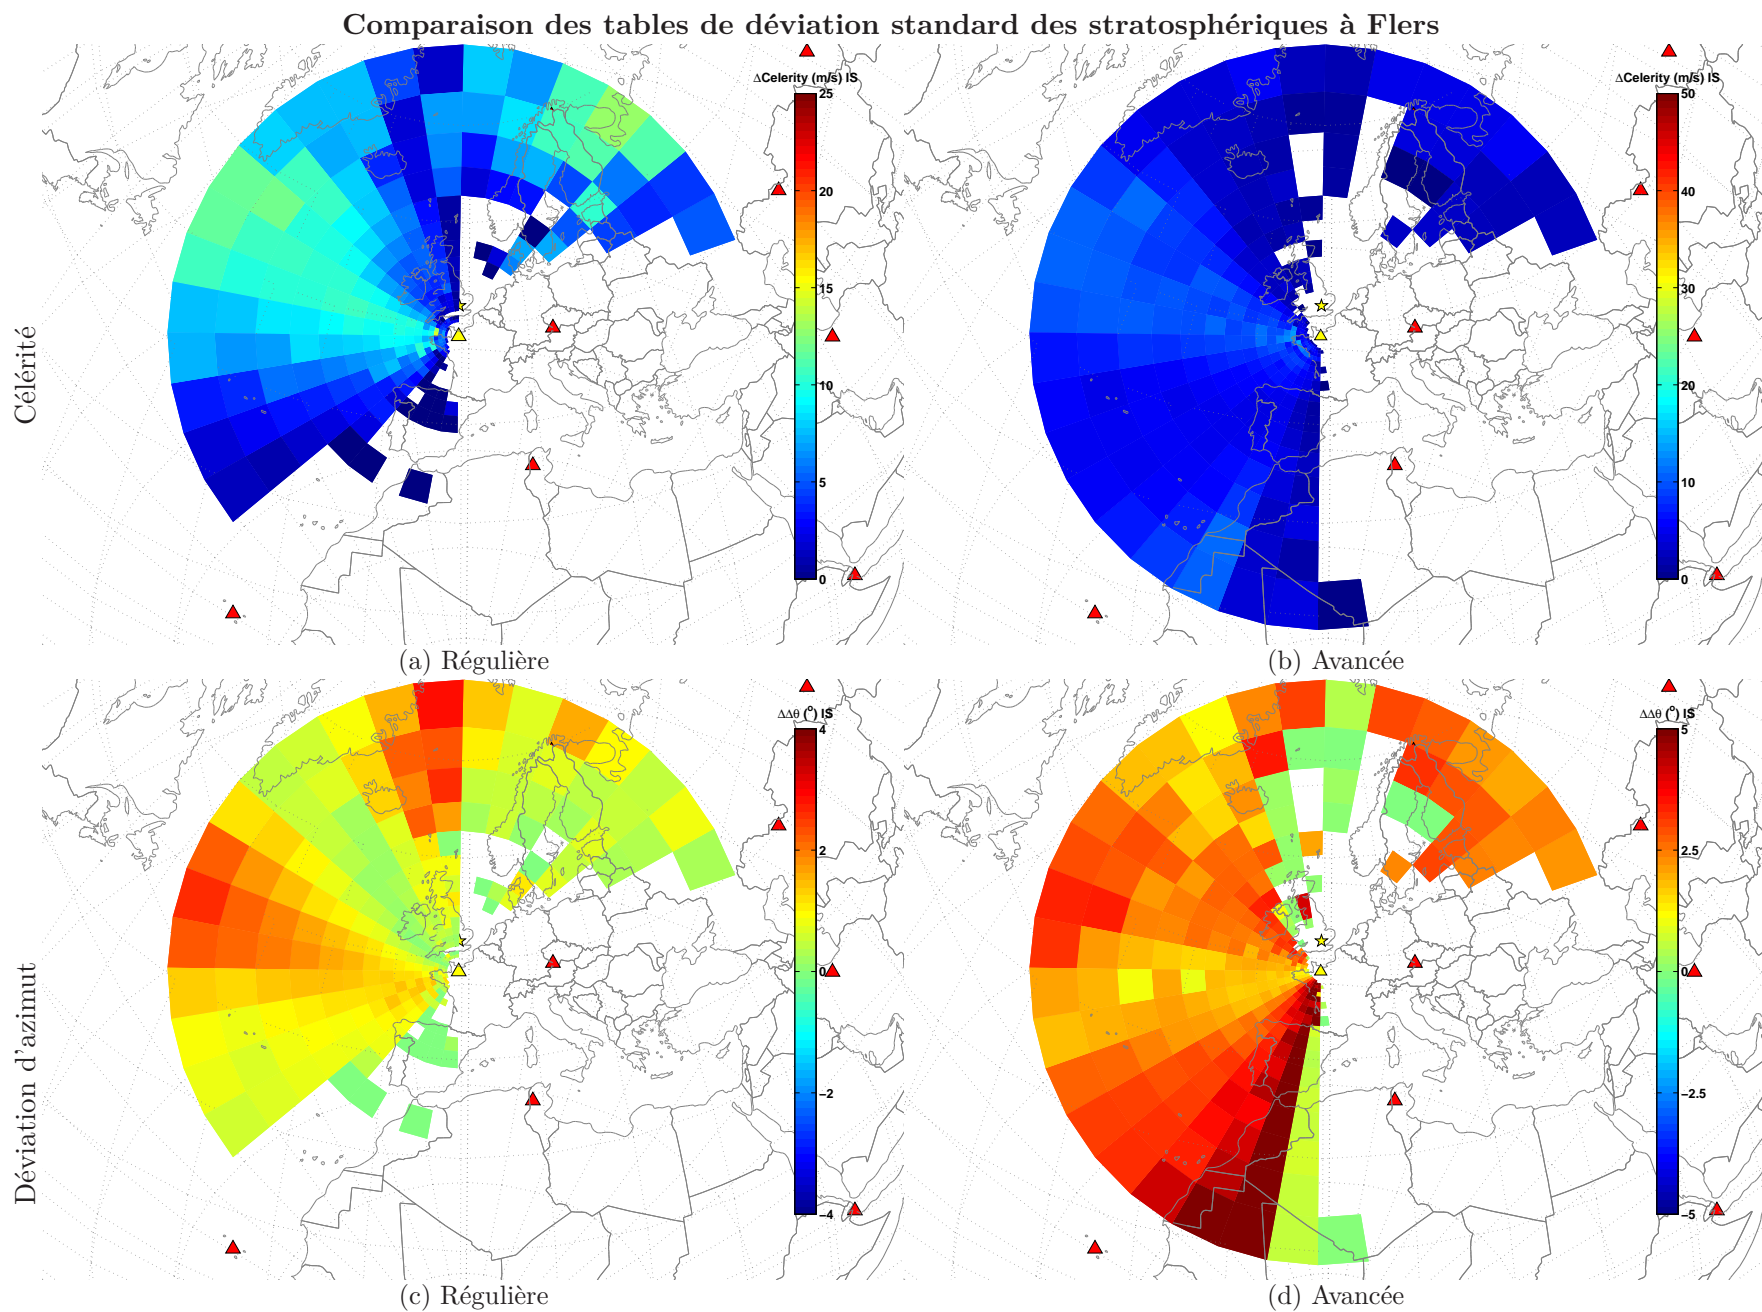 Comparaison des tables de déviation standard des stratosphériques à Flers
Célérité
ΔCelerity (m/s) IS
25
20
15
10
5
0
(a) Régulière
ΔCelerity (m/s) IS
50
40
30
20
10
0
(b) Avancée
Déviation d'azimut
ΔΔθ (°) IS
4
2
0
−2
−4
(c) Régulière
ΔΔθ (°) IS
5
2.5
0
−2.5
−5
(d) Avancée